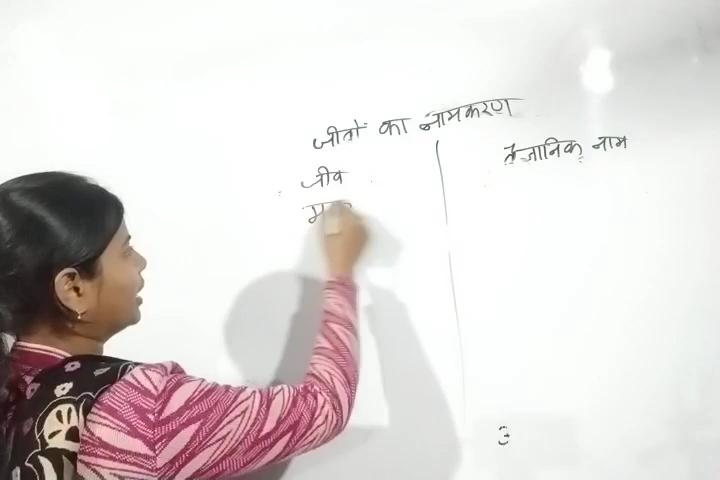 जीवो का नामकरण
जीव
वैज्ञानिक नाम